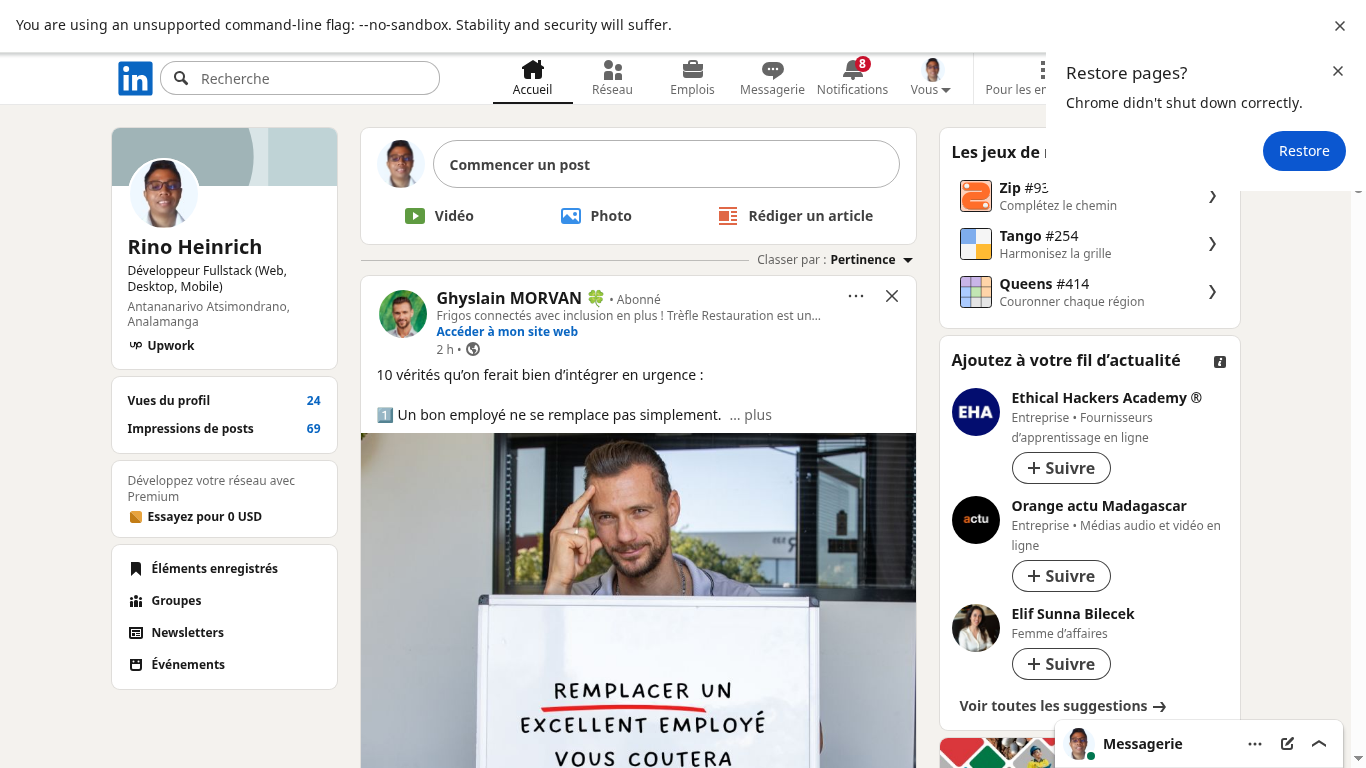 You are using an unsupported command-line flag: --no-sandbox. Stability and security will suffer.
Restore pages?
Chrome didn't shut down correctly.
Restore
in
Recherche
Accueil
Réseau
Emplois
Messagerie
8
Notifications
Vous
Pour les en
Rino Heinrich
Développeur Fullstack (Web,
Desktop, Mobile)
Antananarivo Atsimondrano,
Analamanga
up Upwork
Vues du profil 24
Impressions de posts 69
Développez votre réseau avec
Premium
Essayez pour 0 USD
Éléments enregistrés
Groupes
Newsletters
Événements
Commencer un post
Vidéo
Photo
Rédiger un article
Classer par : Pertinence
Ghyslain MORVAN 🍀 • Abonné
Frigos connectés avec inclusion en plus ! Trèfle Restauration est un...
Accéder à mon site web
2 h •
10 vérités qu’on ferait bien d’intégrer en urgence :
1️⃣ Un bon employé ne se remplace pas simplement. ... plus
REMPLACER UN
EXCELLENT EMPLOYÉ
VOUS COUTERA
Les jeux de
Zip #93
Complétez le chemin
Tango #254
Harmonisez la grille
Queens #414
Couronner chaque région
Ajoutez à votre fil d’actualité
EHA
Ethical Hackers Academy ®
Entreprise • Fournisseurs
d’apprentissage en ligne
+ Suivre
actu
Orange actu Madagascar
Entreprise • Médias audio et vidéo en
ligne
+ Suivre
Elif Sunna Bilecek
Femme d’affaires
+ Suivre
Voir toutes les suggestions →
Messagerie